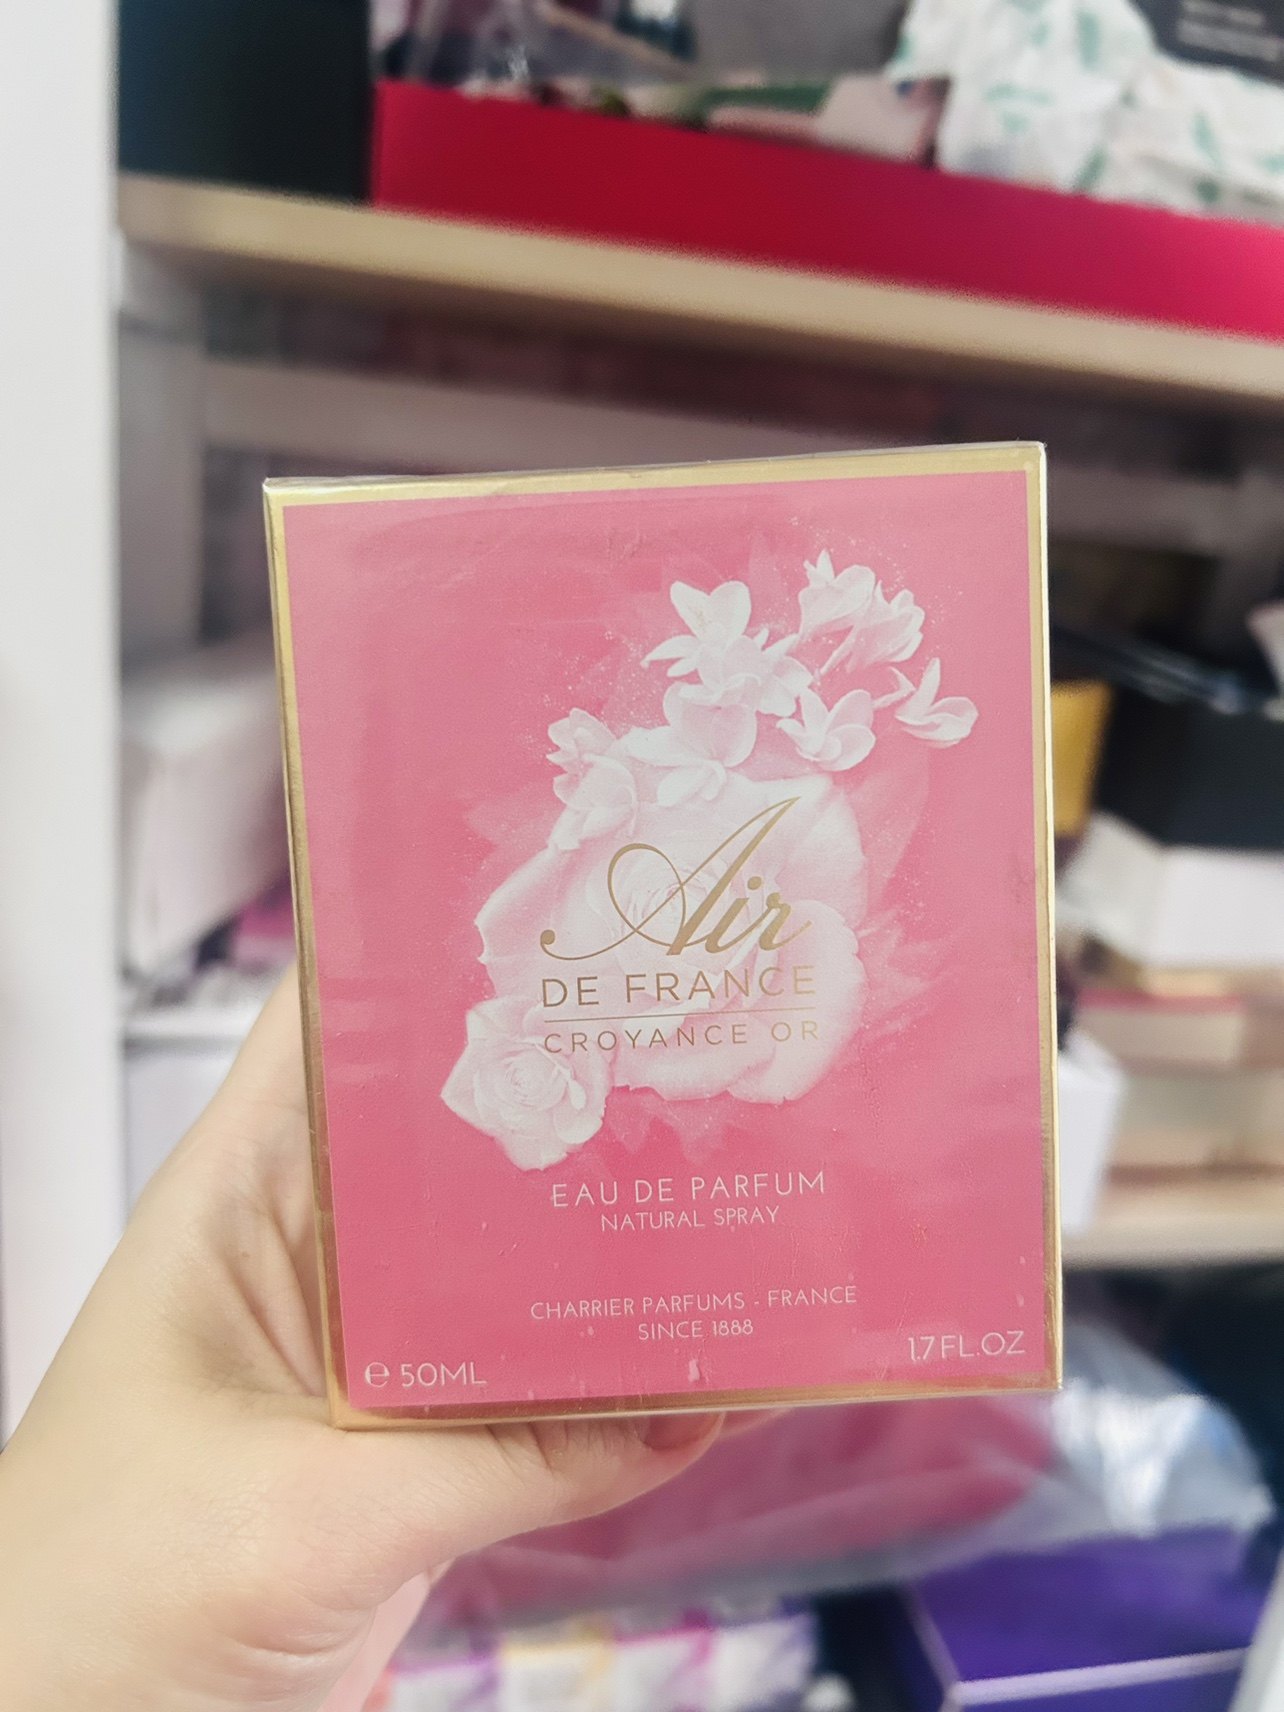 Air
DE FRANCE
CROYANCE OR
EAU DE PARFUM
NATURAL SPRAY
CHARRIER PARFUMS - FRANCE
SINCE 1888
℮ 50ML
1.7 FL.OZ